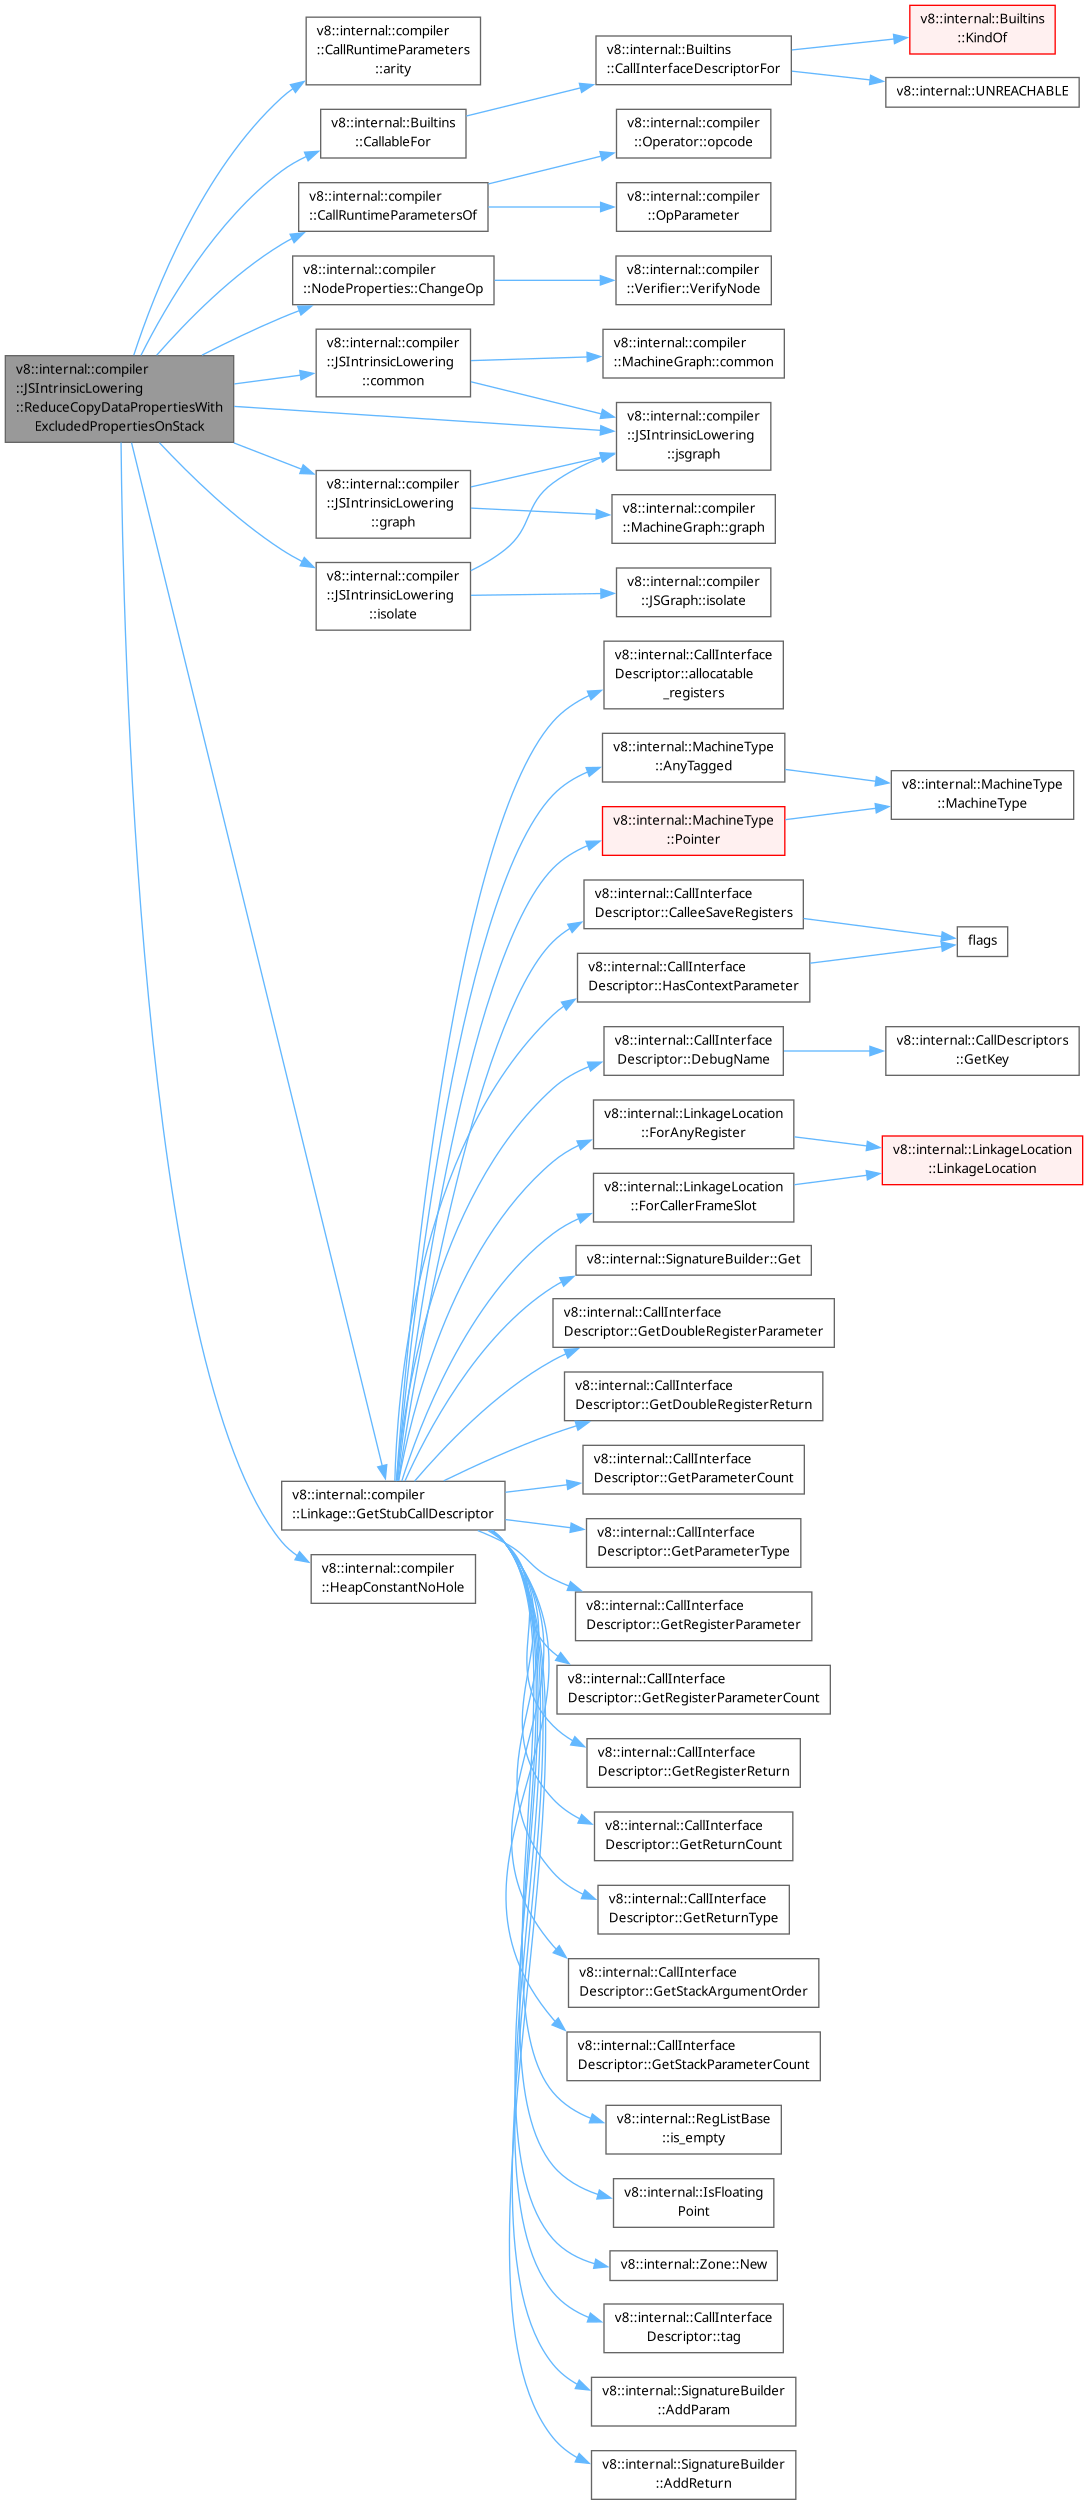 v8::internal::compiler
::JSIntrinsicLowering
::ReduceCopyDataPropertiesWith
ExcludedPropertiesOnStack
v8::internal::compiler
::CallRuntimeParameters
::arity
v8::internal::Builtins
::CallableFor
v8::internal::compiler
::CallRuntimeParametersOf
v8::internal::compiler
::NodeProperties::ChangeOp
v8::internal::compiler
::JSIntrinsicLowering
::common
v8::internal::compiler
::JSIntrinsicLowering
::graph
v8::internal::compiler
::JSIntrinsicLowering
::isolate
v8::internal::compiler
::Linkage::GetStubCallDescriptor
v8::internal::compiler
::HeapConstantNoHole
v8::internal::Builtins
::CallInterfaceDescriptorFor
v8::internal::compiler
::Operator::opcode
v8::internal::compiler
::OpParameter
v8::internal::compiler
::Verifier::VerifyNode
v8::internal::compiler
::MachineGraph::common
v8::internal::compiler
::JSIntrinsicLowering
::jsgraph
v8::internal::compiler
::MachineGraph::graph
v8::internal::compiler
::JSGraph::isolate
v8::internal::CallInterface
Descriptor::allocatable
_registers
v8::internal::MachineType
::AnyTagged
v8::internal::MachineType
::Pointer
v8::internal::CallInterface
Descriptor::CalleeSaveRegisters
v8::internal::CallInterface
Descriptor::HasContextParameter
v8::internal::CallInterface
Descriptor::DebugName
v8::internal::LinkageLocation
::ForAnyRegister
v8::internal::LinkageLocation
::ForCallerFrameSlot
v8::internal::SignatureBuilder::Get
v8::internal::CallInterface
Descriptor::GetDoubleRegisterParameter
v8::internal::CallInterface
Descriptor::GetDoubleRegisterReturn
v8::internal::CallInterface
Descriptor::GetParameterCount
v8::internal::CallInterface
Descriptor::GetParameterType
v8::internal::CallInterface
Descriptor::GetRegisterParameter
v8::internal::CallInterface
Descriptor::GetRegisterParameterCount
v8::internal::CallInterface
Descriptor::GetRegisterReturn
v8::internal::CallInterface
Descriptor::GetReturnCount
v8::internal::CallInterface
Descriptor::GetReturnType
v8::internal::CallInterface
Descriptor::GetStackArgumentOrder
v8::internal::CallInterface
Descriptor::GetStackParameterCount
v8::internal::RegListBase
::is_empty
v8::internal::IsFloating
Point
v8::internal::Zone::New
v8::internal::CallInterface
Descriptor::tag
v8::internal::SignatureBuilder
::AddParam
v8::internal::SignatureBuilder
::AddReturn
v8::internal::Builtins
::KindOf
v8::internal::UNREACHABLE
v8::internal::MachineType
::MachineType
flags
v8::internal::CallDescriptors
::GetKey
v8::internal::LinkageLocation
::LinkageLocation